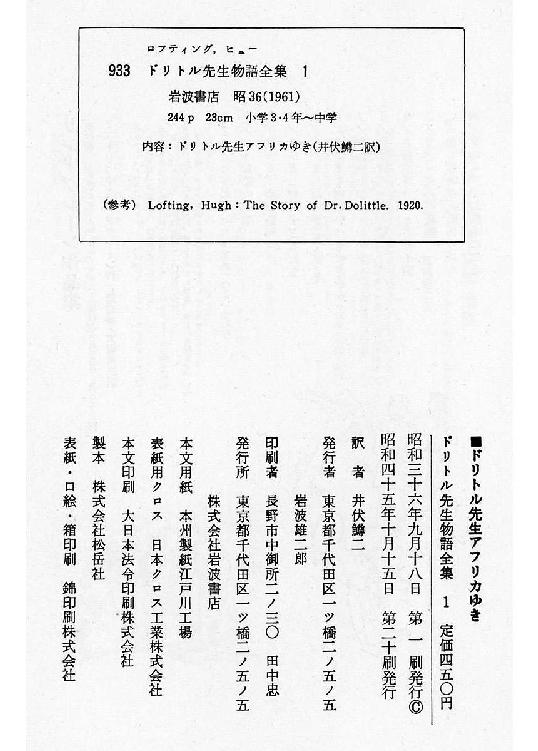 ロフティング,ヒュー
933 ドリトル先生物語全集 1
岩波書店 昭36(1961)
244p 23cm 小学3・4年〜中学
内容:ドリトル先生アフリカゆき(井伏鱒二訳)
(参考) Lofting, Hugh: The Story of Dr. Dolittle. 1920.
■ドリトル先生アフリカゆき
ドリトル先生物語全集 1 定価四五〇円
昭和三十六年九月十八日 第一刷発行©
昭和四十五年十月十五日 第二十刷発行
訳者 井伏鱒二
発行者 東京都千代田区一ツ橋二ノ五ノ五
岩波雄二郎
印刷者 長野市中御所二ノ三〇 田中忠
発行所 東京都千代田区一ツ橋二ノ五ノ五
株式会社岩波書店
本文用紙 本州製紙江戸川工場
表紙用クロス 日本クロス工業株式会社
本文印刷 大日本法令印刷株式会社
製本 株式会社松岳社
表紙・口絵・箱印刷 錦印刷株式会社